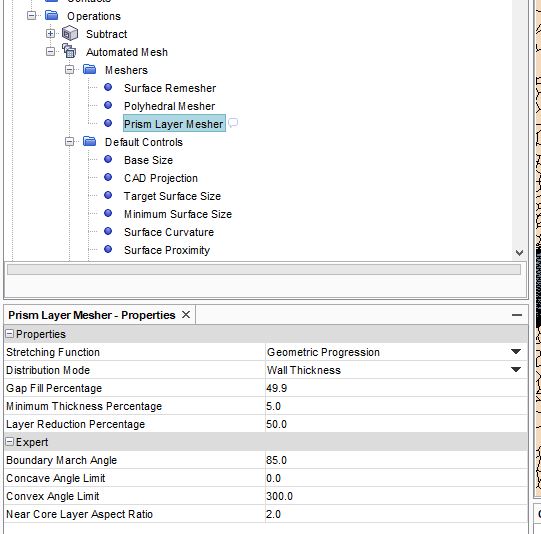 Operations
Subtract
Automated Mesh
Meshers
Surface Remesher
Polyhedral Mesher
Prism Layer Mesher
Default Controls
Base Size
CAD Projection
Target Surface Size
Minimum Surface Size
Surface Curvature
Surface Proximity
Prism Layer Mesher - Properties
Properties
Stretching Function Geometric Progression
Distribution Mode Wall Thickness
Gap Fill Percentage 49.9
Minimum Thickness Percentage 5.0
Layer Reduction Percentage 50.0
Expert
Boundary March Angle 85.0
Concave Angle Limit 0.0
Convex Angle Limit 300.0
Near Core Layer Aspect Ratio 2.0